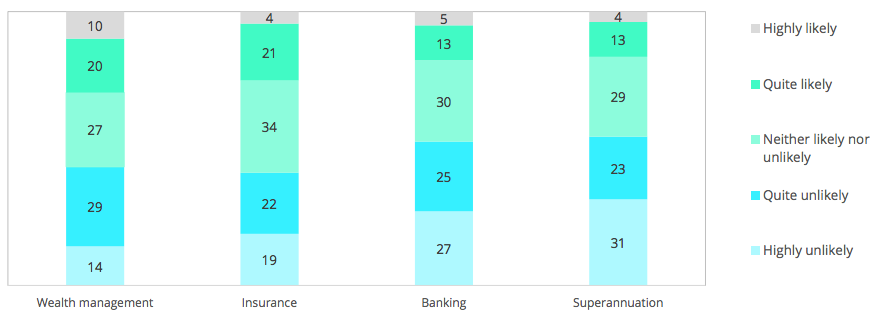 10
4
5
4
Highly likely
20
21
13
13
Quite likely
27
34
30
29
Neither likely nor
unlikely
29
22
25
23
Quite unlikely
14
19
27
31
Highly unlikely
Wealth management
Insurance
Banking
Superannuation